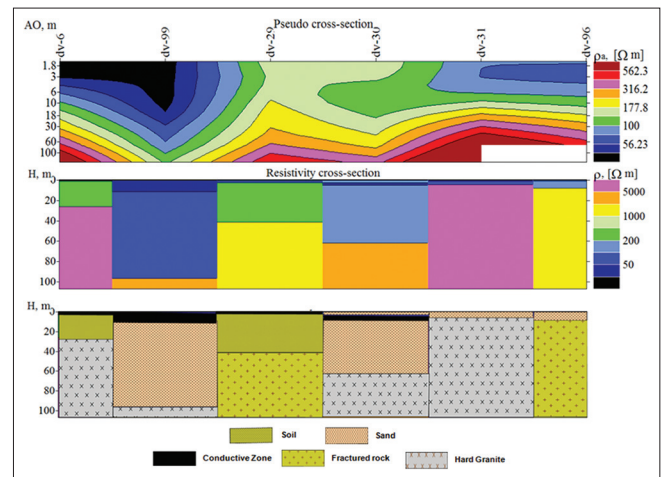 AO, m
Pseudo cross-section
dv-6
dv-99
dv-29
dv-30
dv-31
dv-96
1.8
3
6
10
18
30
60
100
ρa, [Ω m]
562.3
316.2
177.8
100
56.23
H, m
Resistivity cross-section
0
20
40
60
80
100
ρ, [Ω m]
5000
1000
200
50
H, m
0
20
40
60
80
100
Soil
Sand
Conductive Zone
Fractured rock
Hard Granite